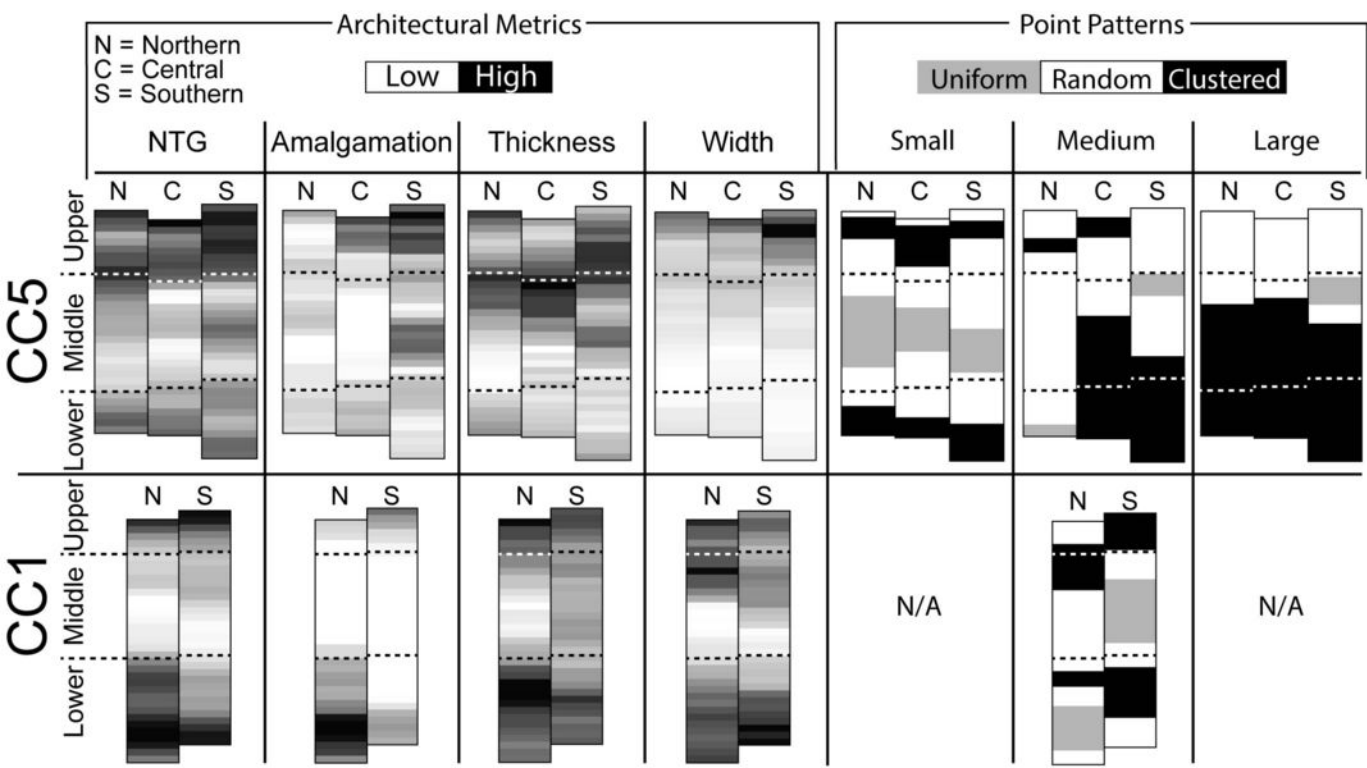 Architectural Metrics
Point Patterns
N = Northern
C = Central
S = Southern
Low High
Uniform Random Clustered
NTG Amalgamation Thickness Width Small Medium Large
N C S N C S N C S N C S N C S N C S N C S
CC5
Upper
Middle
Lower
N S N S N S N S N S
CC1
Upper
Middle
Lower
N/A
N/A